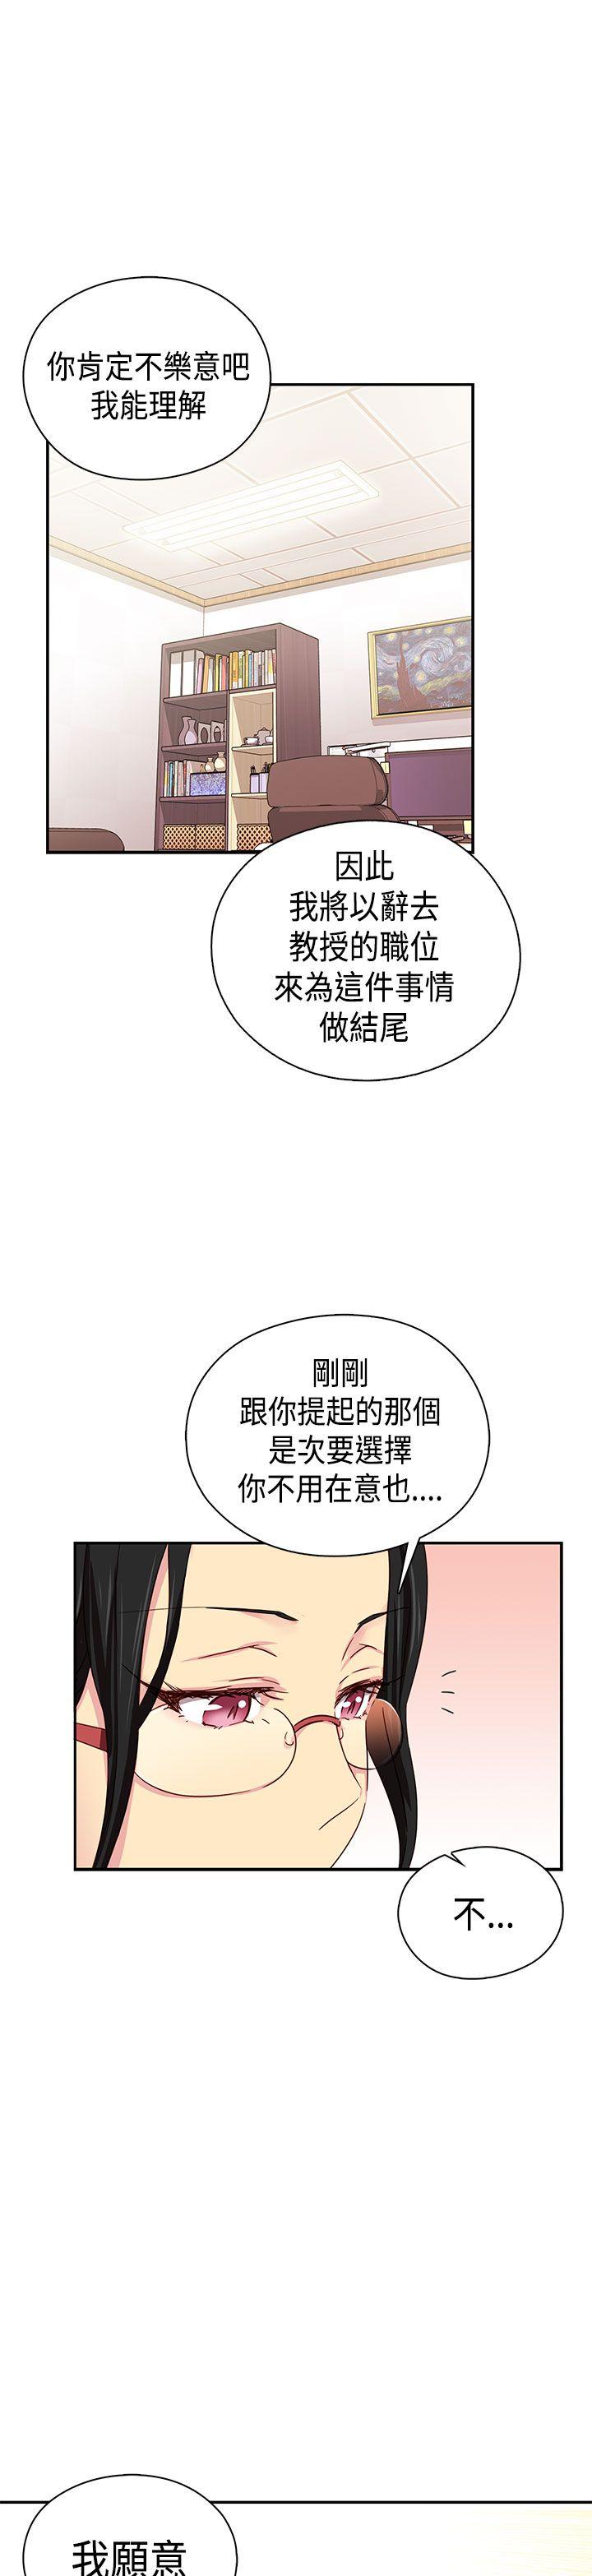 你肯定不樂意吧
我能理解
因此
我將以辭去
教授的職位
來為這件事情
做結尾
剛剛
跟你提起的那個
是次要選擇
你不用在意也....
不...
我願意